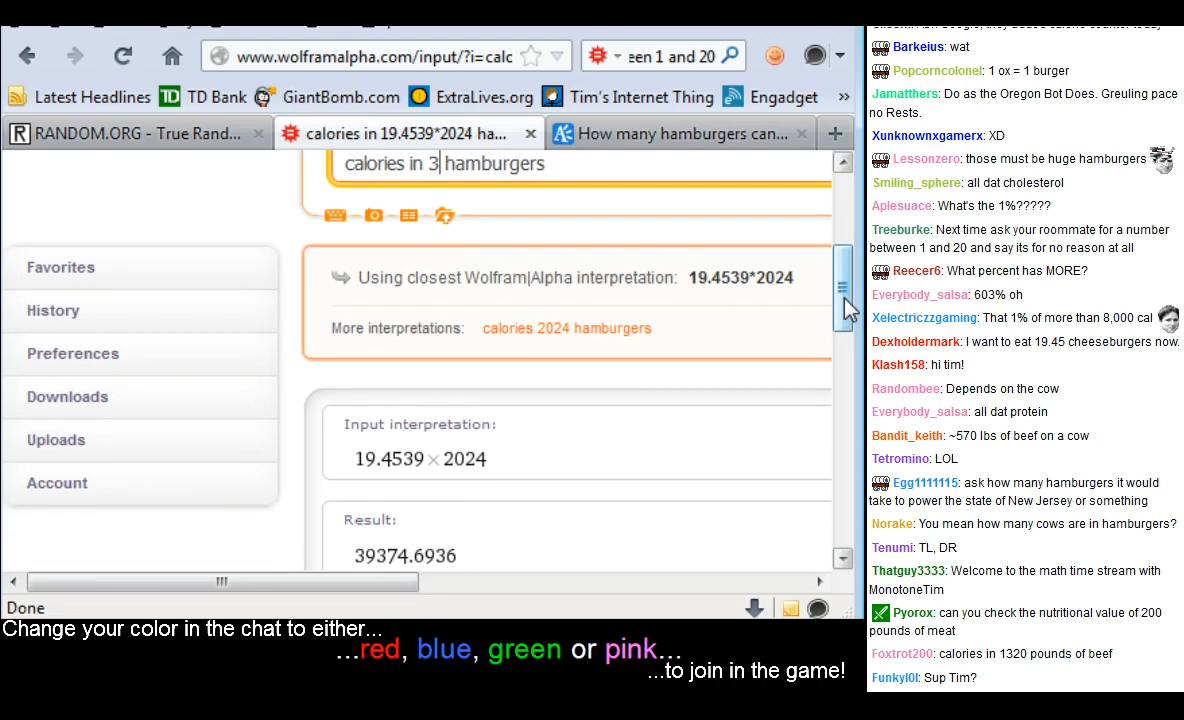 www.wolframalpha.com/input/?i=calc
een 1 and 20
Latest Headlines
TD Bank
GiantBomb.com
ExtraLives.org
Tim's Internet Thing
Engadget
»
RANDOM.ORG - True Rand...
calories in 19.4539*2024 ha...
How many hamburgers can...
calories in 3 hamburgers
Favorites
History
Preferences
Downloads
Uploads
Account
Using closest Wolfram|Alpha interpretation: 19.4539*2024
More interpretations: calories 2024 hamburgers
Input interpretation:
19.4539×2024
Result:
39374.6936
Done
Change your color in the chat to either...
...red, blue, green or pink...
...to join in the game!
Barkeius: wat
Popcorncolonel: 1 ox = 1 burger
Jamatthers: Do as the Oregon Bot Does. Greuling pace
no Rests.
Xunknownxgamerx: XD
Lessonzero: those must be huge hamburgers
Smiling_sphere: all dat cholesterol
Aplesuace: What's the 1%?????
Treeburke: Next time ask your roommate for a number
between 1 and 20 and say its for no reason at all
Reecer6: What percent has MORE?
Everybody_salsa: 603% oh
Xelectriczzgaming: That 1% of more than 8,000 cal
Dexholdermark: I want to eat 19.45 cheeseburgers now.
Klash158: hi tim!
Randombee: Depends on the cow
Everybody_salsa: all dat protein
Bandit_keith: ~570 lbs of beef on a cow
Tetromino: LOL
Egg1111115: ask how many hamburgers it would
take to power the state of New Jersey or something
Norake: You mean how many cows are in hamburgers?
Tenumi: TL, DR
Thatguy3333: Welcome to the math time stream with
MonotoneTim
Pyorox: can you check the nutritional value of 200
pounds of meat
Foxtrot200: calories in 1320 pounds of beef
Funkyl0l: Sup Tim?